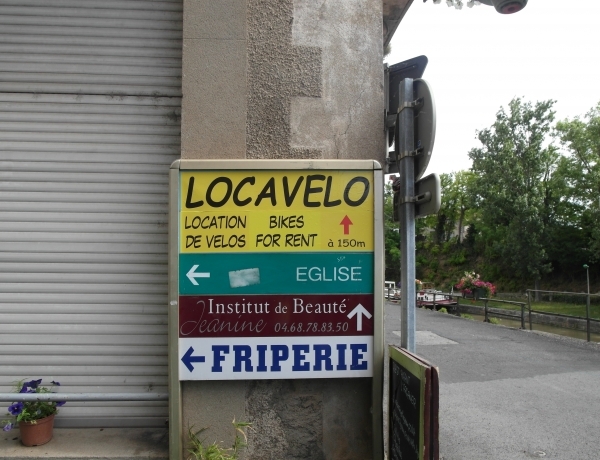 LOCAVELO
LOCATION BIKES
DE VELOS FOR RENT à 150m
EGLISE
Institut de Beauté
Jeanine 04.68.78.83.50
FRIPERIE